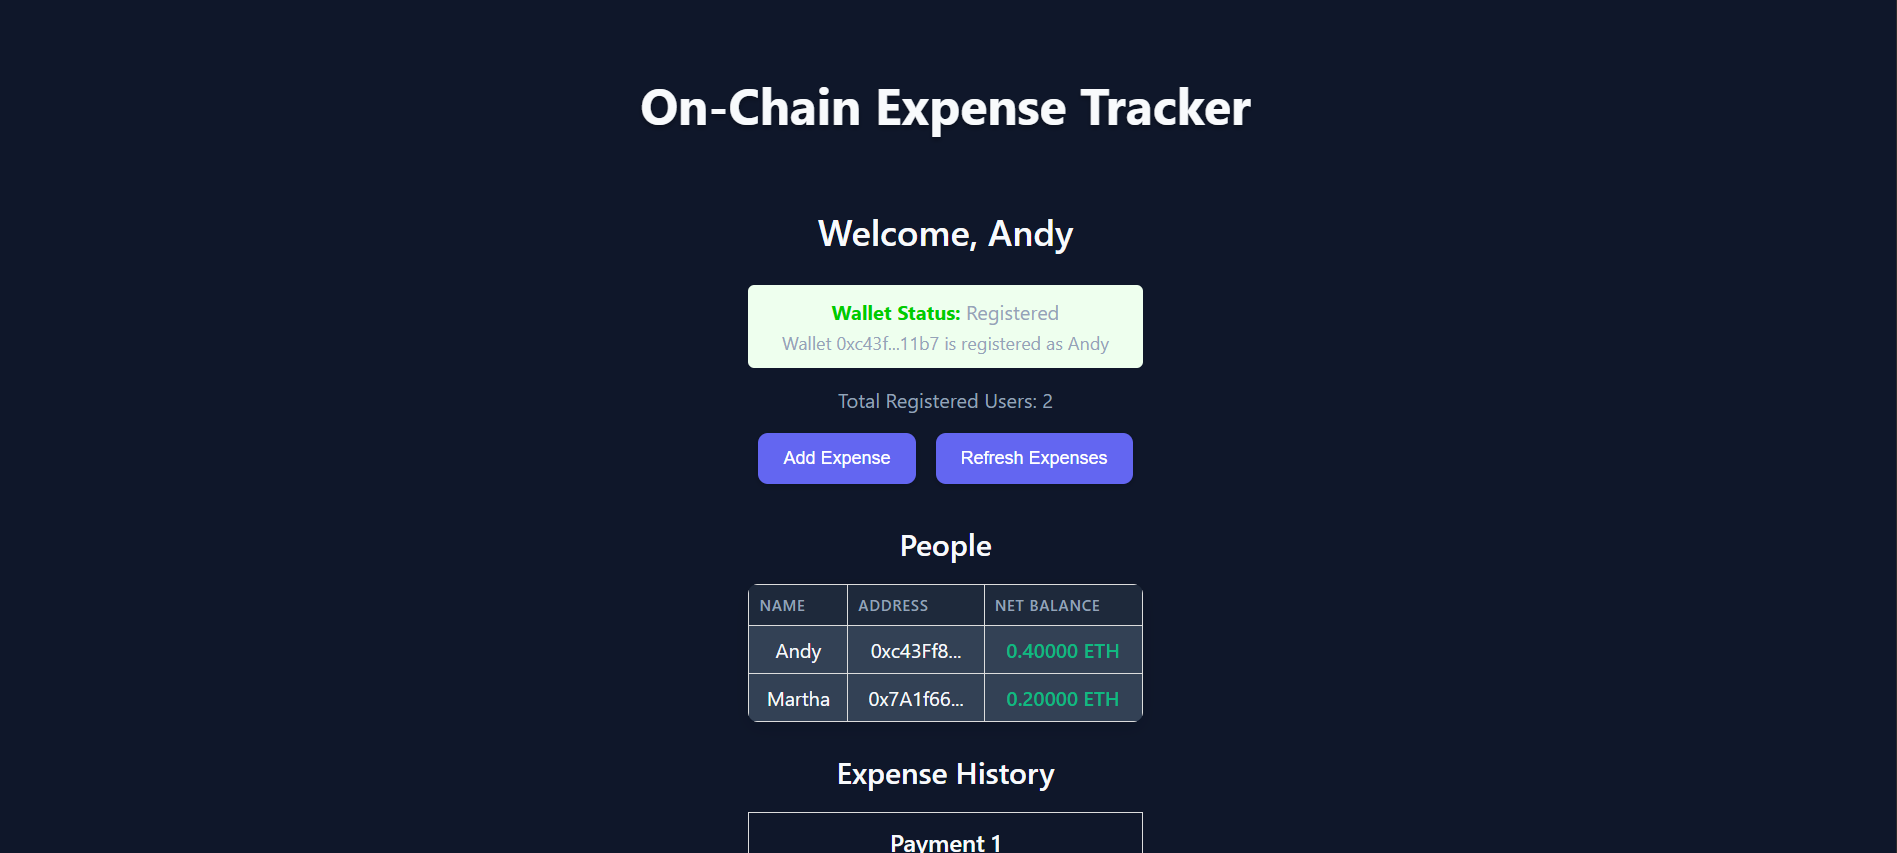 On-Chain Expense Tracker
Welcome, Andy
Wallet Status: Registered
Wallet 0xc43f...11b7 is registered as Andy
Total Registered Users: 2
Add Expense Refresh Expenses
People
NAME ADDRESS NET BALANCE
Andy 0xc43Ff8... 0.40000 ETH
Martha 0x7A1f66... 0.20000 ETH
Expense History
Payment 1